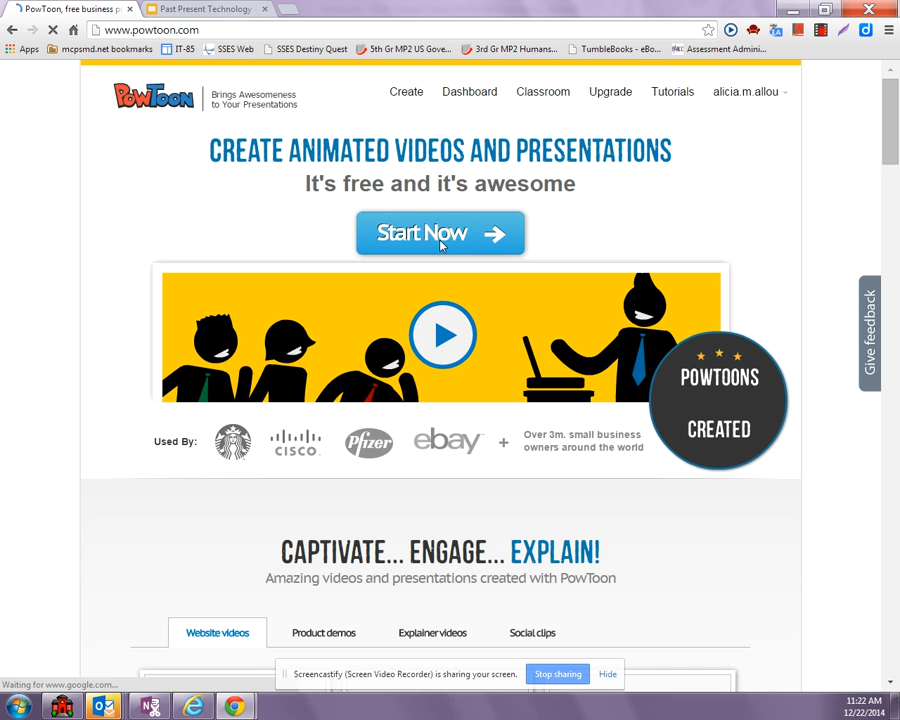 PowToon, free business p
Past Present Technology
www.powtoon.com
Apps
mcpsmd.net bookmarks
IT-85
SSES Web
SSES Destiny Quest
5th Gr MP2 US Gove...
3rd Gr MP2 Humans...
TumbleBooks - eBo...
Assessment Admini...
POWTOON
Brings Awesomeness
to Your Presentations
Create
Dashboard
Classroom
Upgrade
Tutorials
alicia.m.allou
CREATE ANIMATED VIDEOS AND PRESENTATIONS
It's free and it's awesome
Start Now
POWTOONS
CREATED
Give feedback
Used By:
CISCO
Pfizer
ebay
+
Over 3m. small business
owners around the world
CAPTIVATE... ENGAGE... EXPLAIN!
Amazing videos and presentations created with PowToon
Website videos
Product demos
Explainer videos
Social clips
Screencastify (Screen Video Recorder) is sharing your screen.
Stop sharing
Hide
Waiting for www.google.com...
11:22 AM
12/22/2014